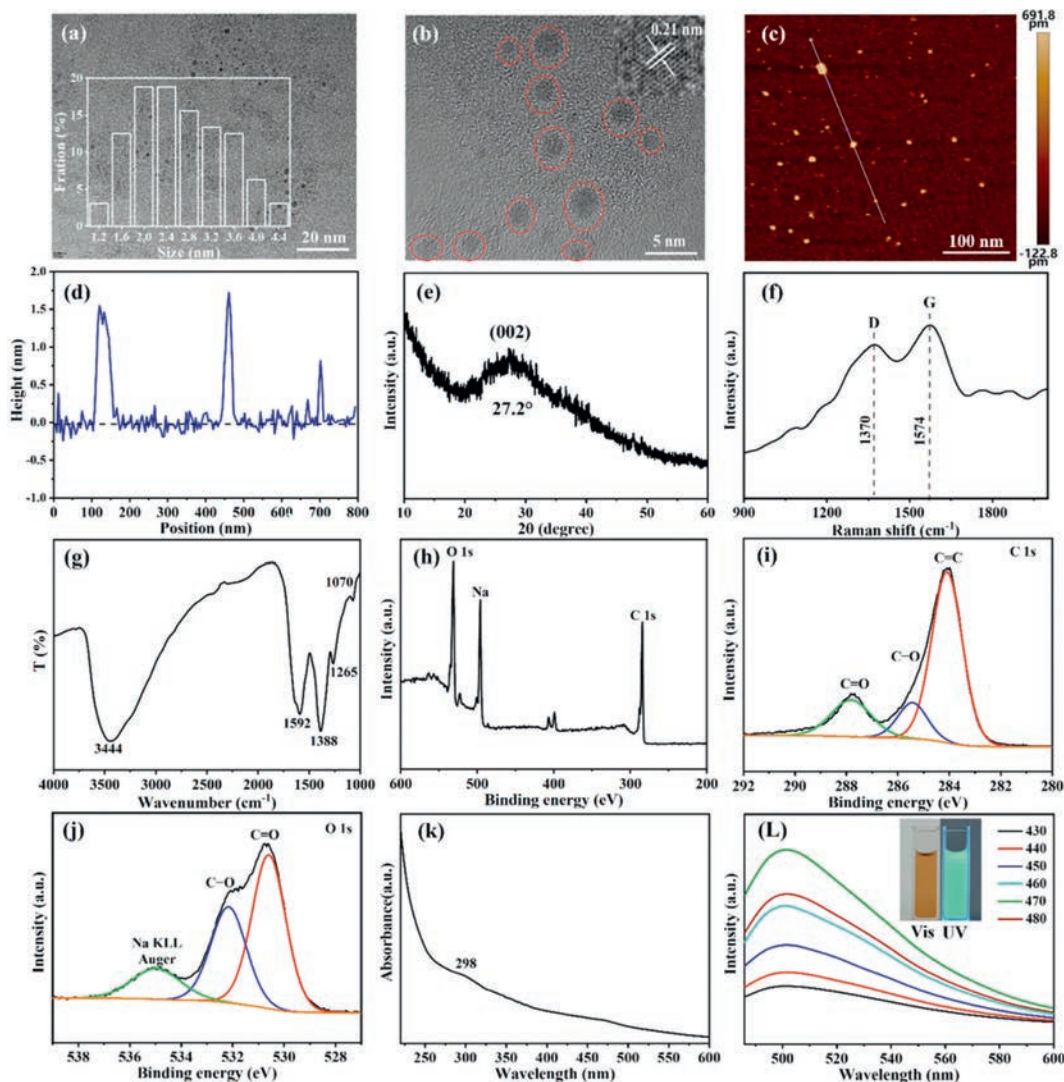 (a)
20
15
10
5
0
Fration (%)
1.2 1.6 2.0 2.4 2.8 3.2 3.6 4.0 4.4
Size (nm)
20 nm
(b)
0.21 nm
5 nm
(c)
691.8
pm
-122.8
pm
100 nm
(d)
2.0
1.5
1.0
0.5
0.0
-0.5
-1.0
Height (nm)
0 100 200 300 400 500 600 700 800
Position (nm)
(e)
(002)
27.2°
Intensity (a.u.)
10 20 30 40 50 60
2θ (degree)
(f)
D
G
1370
1574
Intensity (a.u.)
900 1200 1500 1800
Raman shift (cm-1)
(g)
1070
1265
1592
1388
3444
T (%)
4000 3500 3000 2500 2000 1500 1000
Wavenumber (cm-1)
(h)
O 1s
Na
C 1s
Intensity (a.u.)
600 500 400 300 200
Binding energy (eV)
(i)
C 1s
C=C
C−O
C=O
Intensity (a.u.)
292 290 288 286 284 282 280
Binding energy (eV)
(j)
O 1s
C=O
C−O
Na KLL
Auger
Intensity (a.u.)
538 536 534 532 530 528
Binding energy (eV)
(k)
298
Absorbance(a.u.)
250 300 350 400 450 500 550 600
Wavelength (nm)
(L)
430
440
450
460
470
480
Vis UV
Intensity (a.u.)
500 520 540 560 580 600
Wavelength (nm)